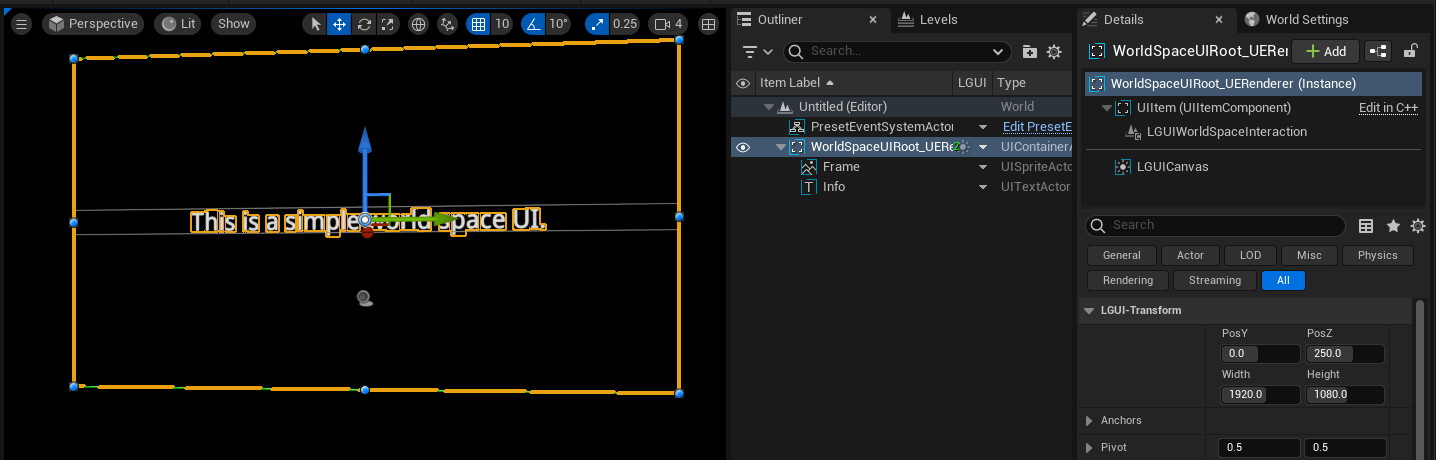 Perspective Lit Show 10 10° 0.25 4
This is a simple world space UI.
Outliner Levels
Search...
Item Label LGUI Type
Untitled (Editor) World
PresetEventSystemActor Edit PresetE
WorldSpaceUIRoot_UERe UIContainerA
Frame UISpriteActo
Info UITextActor
Details World Settings
WorldSpaceUIRoot_UERer Add
WorldSpaceUIRoot_UERenderer (Instance)
UIItem (UIItemComponent) Edit in C++
LGUIWorldSpaceInteraction
LGUICanvas
Search
General Actor LOD Misc Physics
Rendering Streaming All
LGUI-Transform
PosY PosZ
0.0 250.0
Width Height
1920.0 1080.0
Anchors
Pivot 0.5 0.5